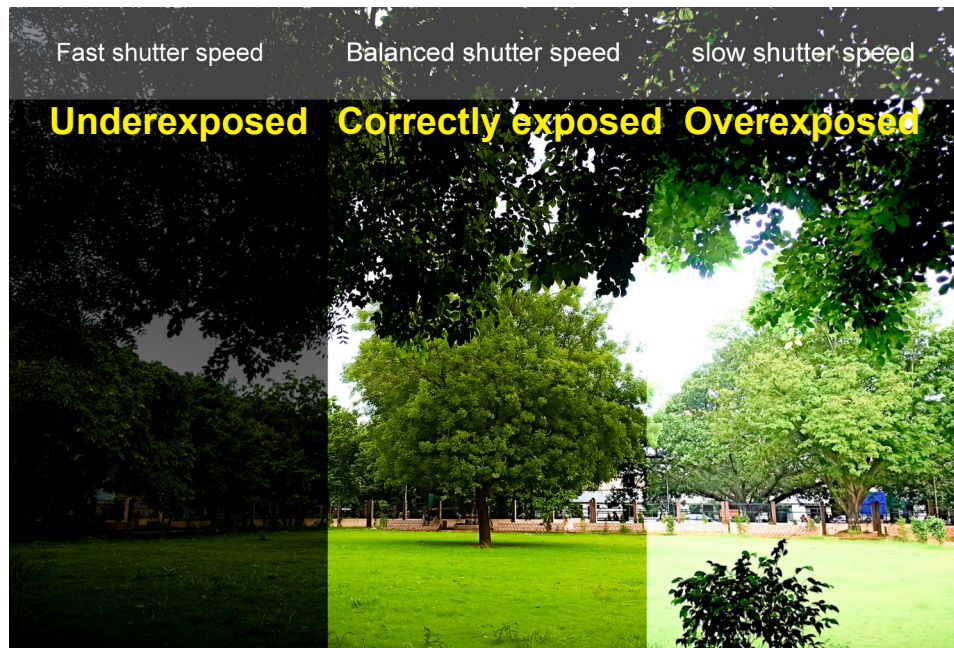 Fast shutter speed
Balanced shutter speed
slow shutter speed
Underexposed
Correctly exposed
Overexposed